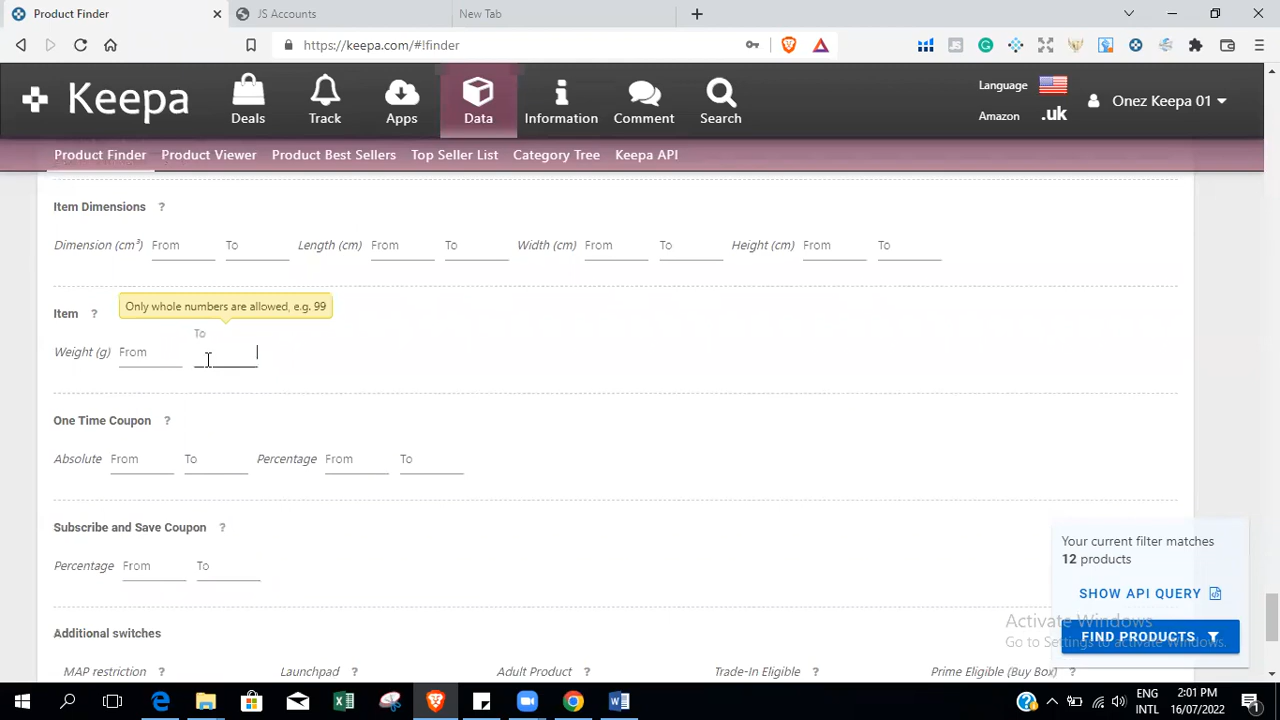 Product Finder
JS Accounts
New Tab
https://keepa.com/#!finder
Keepa
Deals
Track
Apps
Data
Information
Comment
Search
Language
Amazon .uk
Onez Keepa 01
Product Finder Product Viewer Product Best Sellers Top Seller List Category Tree Keepa API
Item Dimensions ?
Dimension (cm³) From To Length (cm) From To Width (cm) From To Height (cm) From To
Only whole numbers are allowed, e.g. 99
Item ?
To
Weight (g) From
One Time Coupon ?
Absolute From To Percentage From To
Subscribe and Save Coupon ?
Percentage From To
Your current filter matches
12 products
SHOW API QUERY
Activate Windows
FIND PRODUCTS
Go to Settings to activate Windows.
Additional switches
MAP restriction ? Launchpad ? Adult Product ? Trade-In Eligible ? Prime Eligible (Buy Box) ?
ENG
INTL
2:01 PM
16/07/2022
1